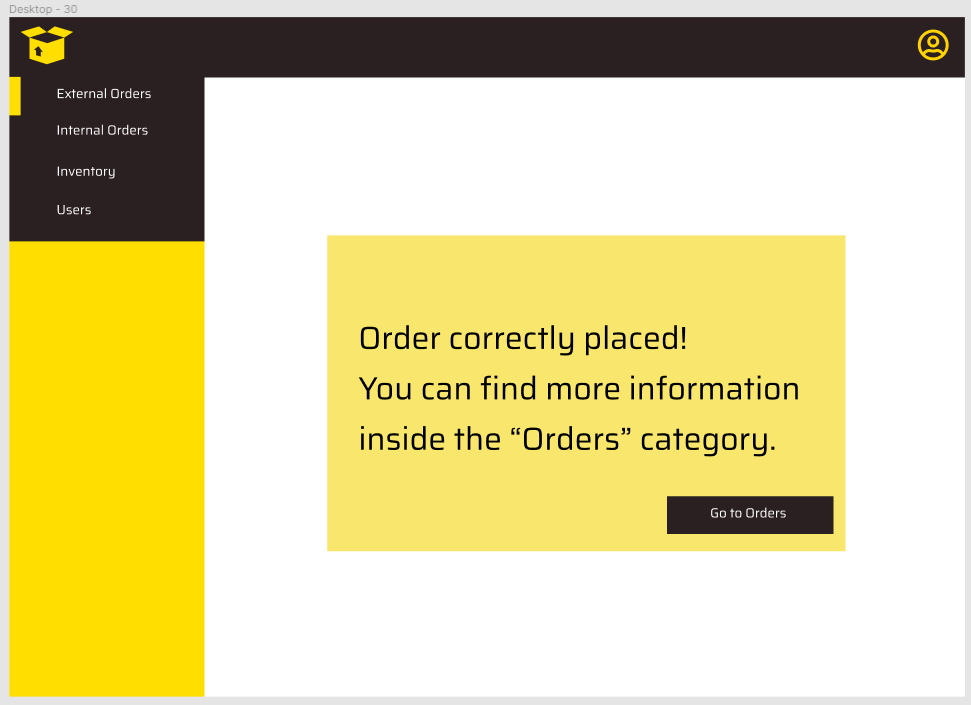 Desktop - 30
External Orders
Internal Orders
Inventory
Users
Order correctly placed!
You can find more information
inside the “Orders” category.
Go to Orders